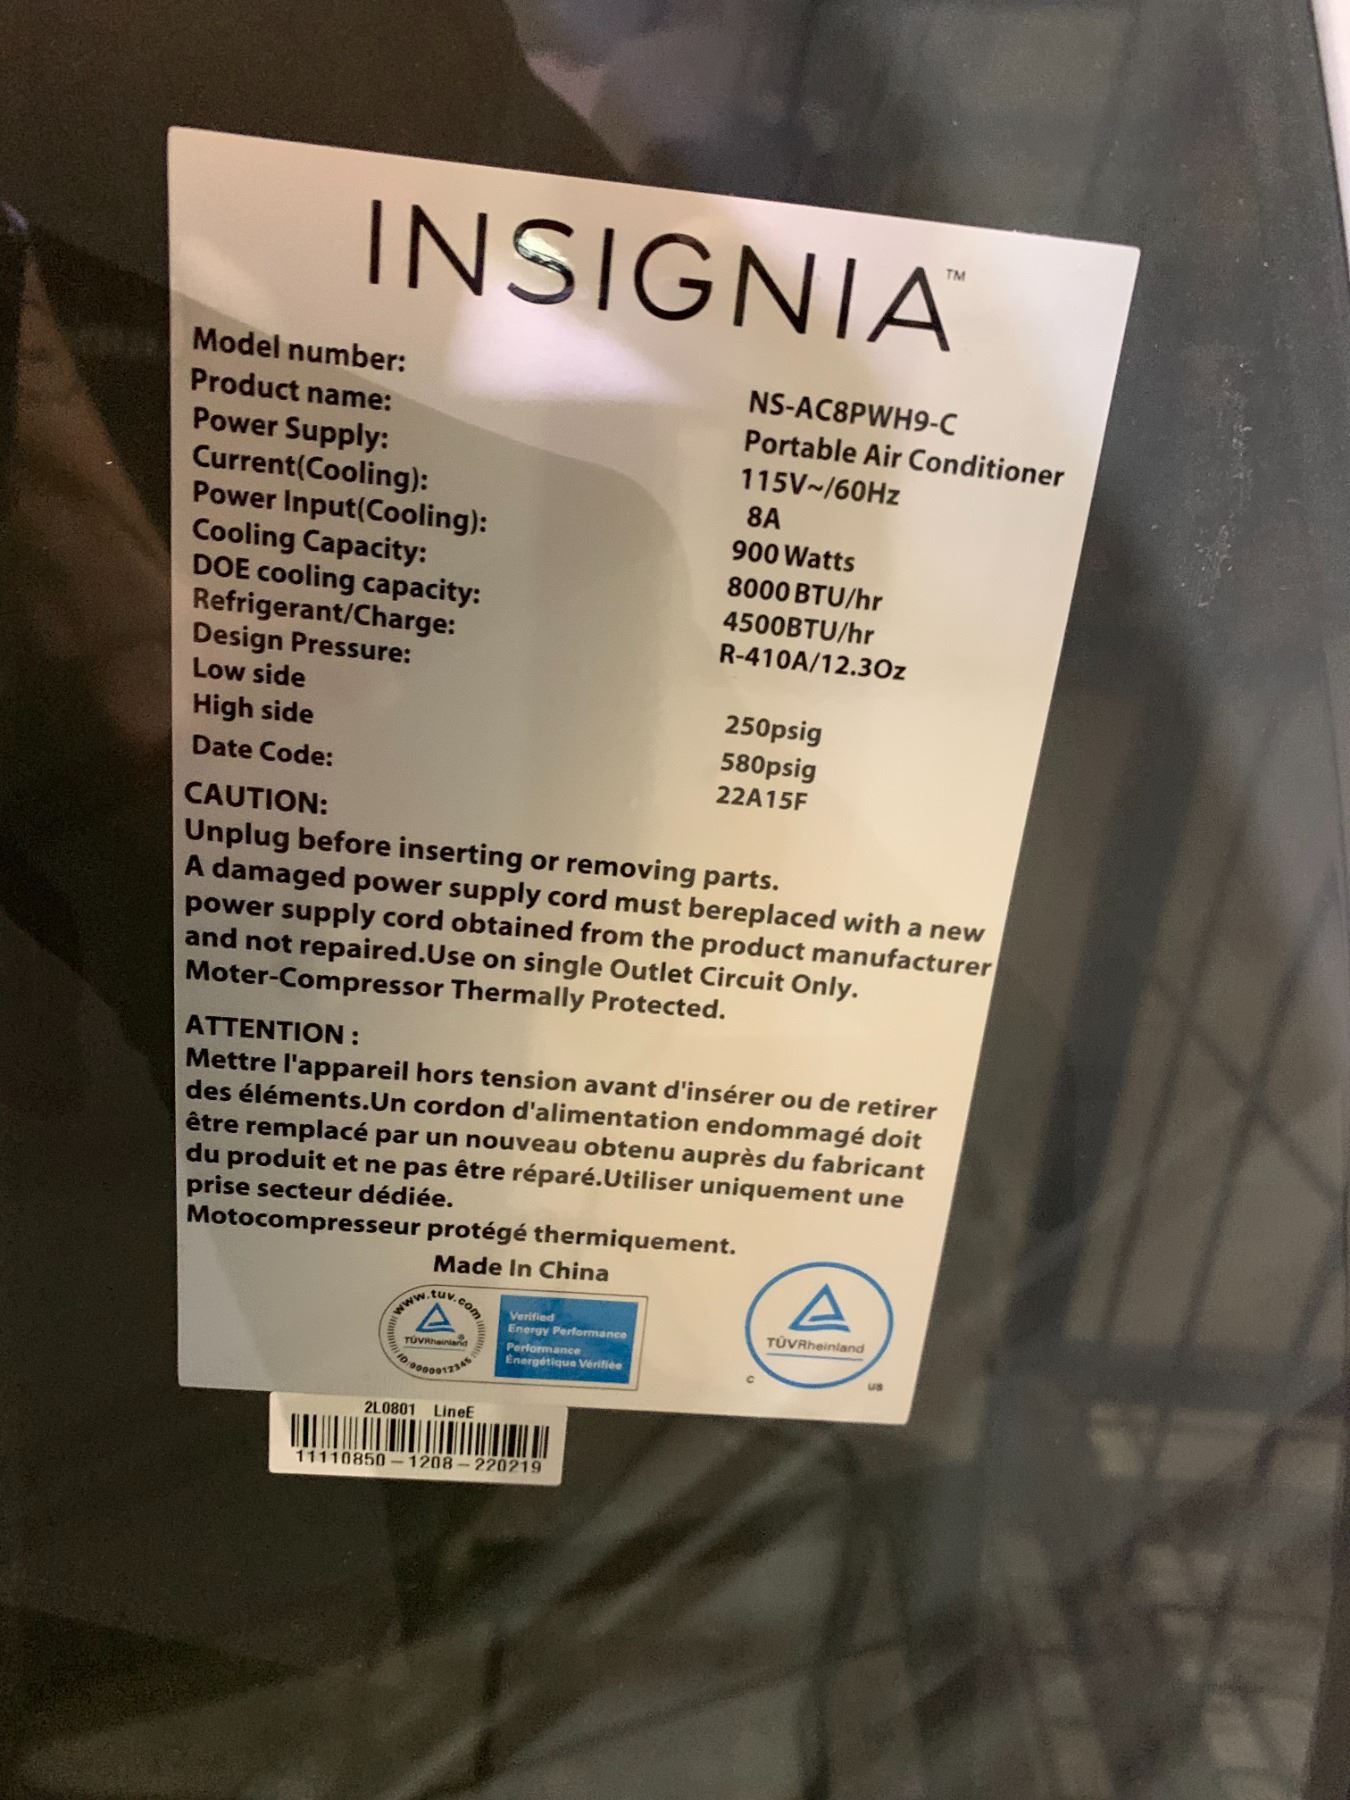 INSIGNIA™
Model number: NS-AC8PWH9-C
Product name: Portable Air Conditioner
Power Supply: 115V~/60Hz
Current(Cooling): 8A
Power Input(Cooling): 900 Watts
Cooling Capacity: 8000 BTU/hr
DOE cooling capacity: 4500BTU/hr
Refrigerant/Charge: R-410A/12.3Oz
Design Pressure:
Low side 250psig
High side 580psig
Date Code: 22A15F
CAUTION:
Unplug before inserting or removing parts.
A damaged power supply cord must bereplaced with a new
power supply cord obtained from the product manufacturer
and not repaired.Use on single Outlet Circuit Only.
Moter-Compressor Thermally Protected.
ATTENTION :
Mettre l'appareil hors tension avant d'insérer ou de retirer
des éléments.Un cordon d'alimentation endommagé doit
être remplacé par un nouveau obtenu auprès du fabricant
du produit et ne pas être réparé.Utiliser uniquement une
prise secteur dédiée.
Motocompresseur protégé thermiquement.
Made In China
www.tuv.com
TÜVRheinland®
ID:0000012345
Verified
Energy Performance
Performance
Énergétique Vérifiée
TÜVRheinland
C US
2L0801 LineE
11110850-1208-220219